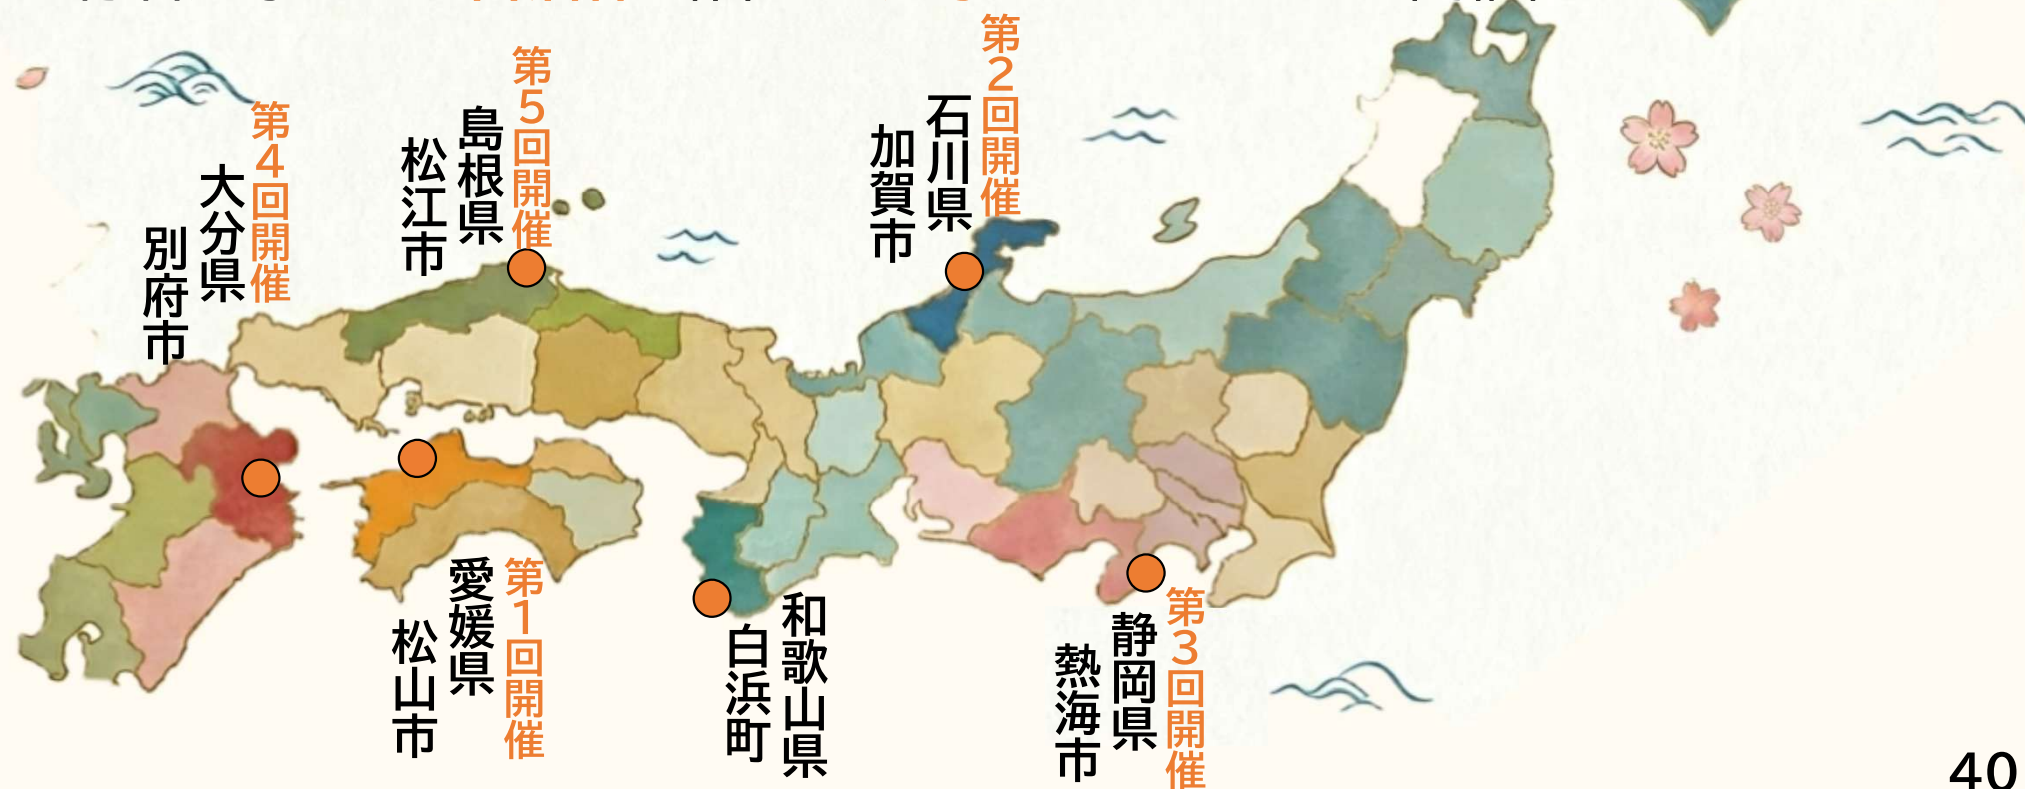 第2回開催
石川県
加賀市
第5回開催
島根県
松江市
第4回開催
大分県
別府市
第1回開催
愛媛県
松山市
和歌山県
白浜町
第3回開催
静岡県
熱海市
40